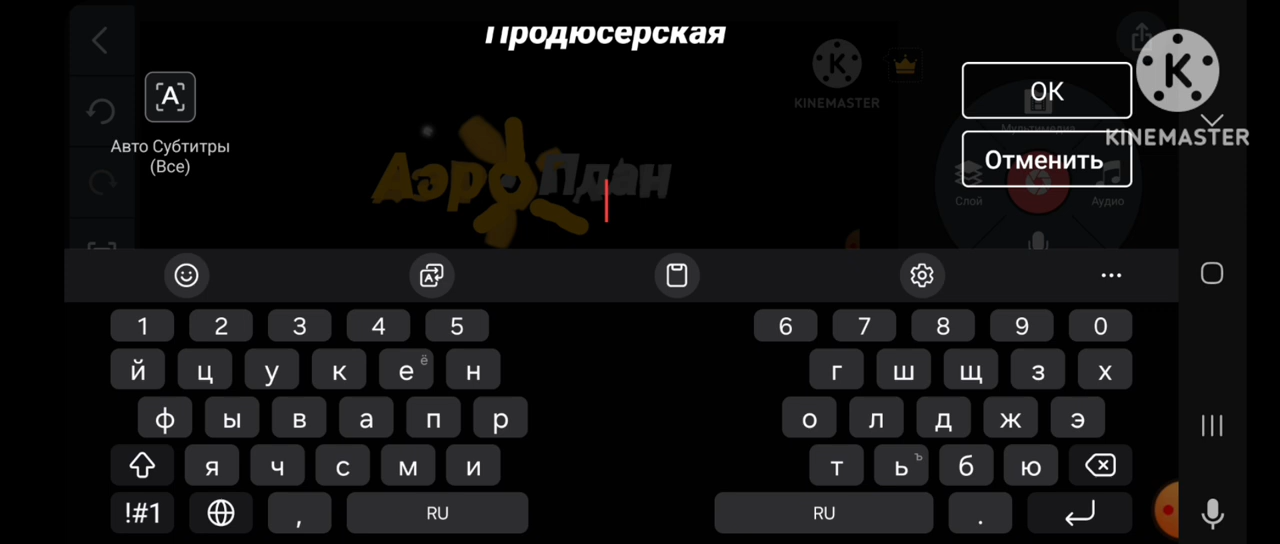 Продюсерская
KINEMASTER
ОК
KINEMASTER
Авто Субтитры
(Все)
Отменить
Мультимедиа
АэроПлан
Слой
Аудио
1 2 3 4 5 6 7 8 9 0
й ц у к е ё н г ш щ з х
ф ы в а п р о л д ж э
я ч с м и т ь ъ б ю
!#1 , RU RU .